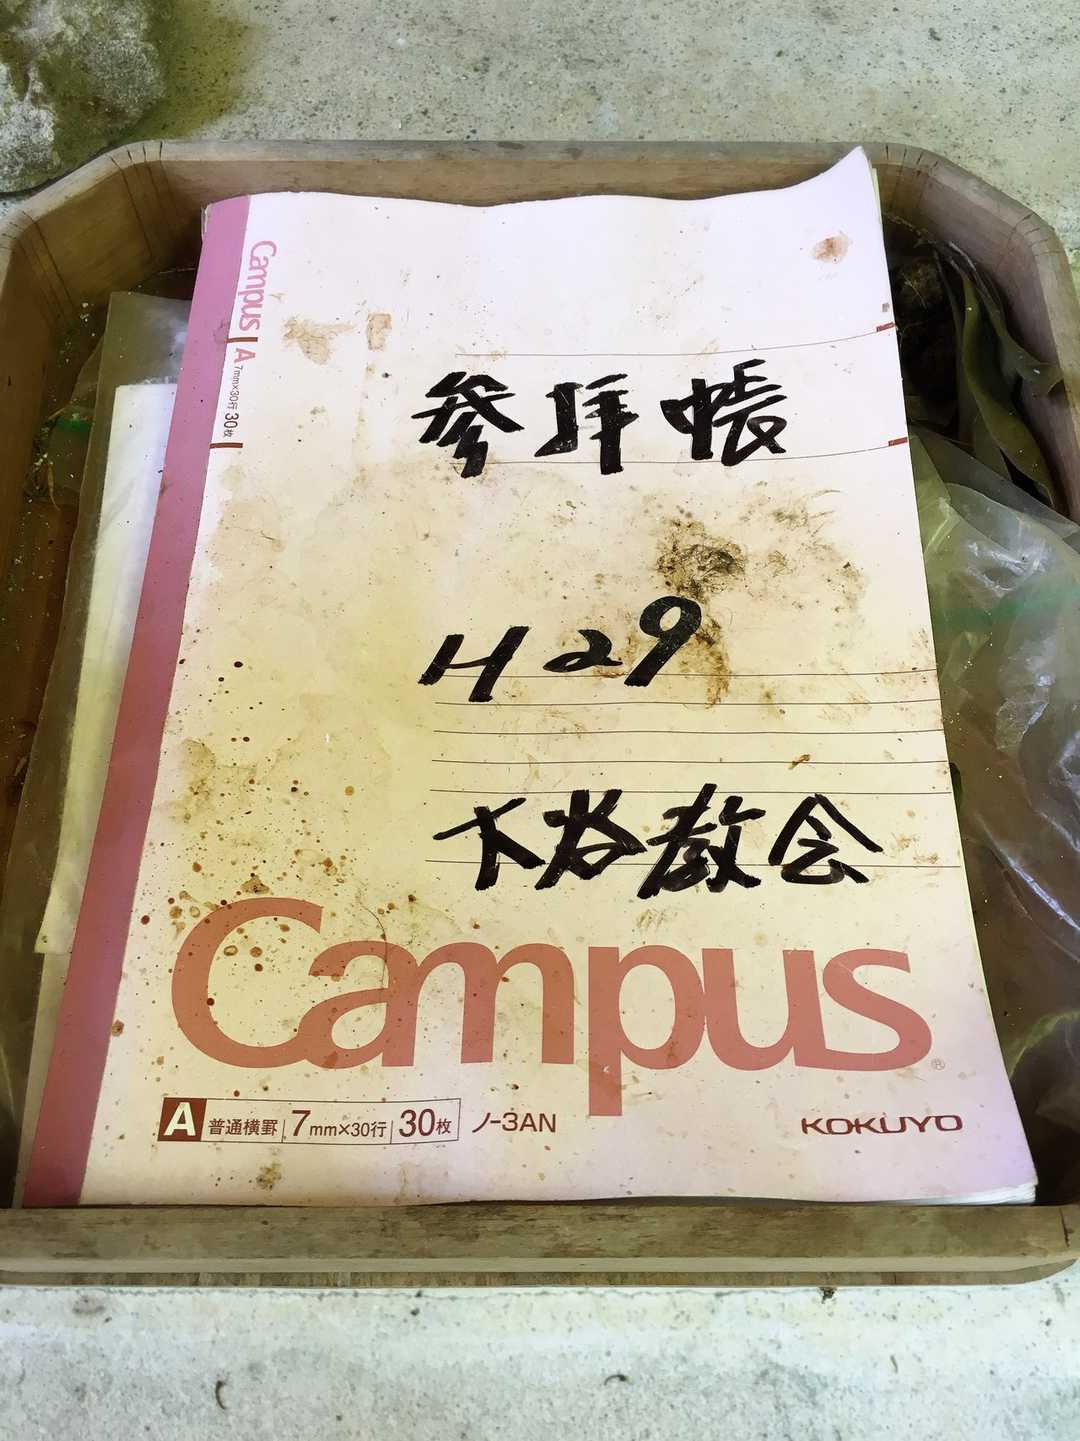 Campus
A 7mm×30行 30枚
参拝帳
H29
大谷教会
Campus
A 普通横罫 7mm×30行 30枚 ノ-3AN
KOKUYO